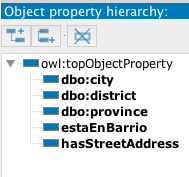 Object property hierarchy:
owl:topObjectProperty
dbo:city
dbo:district
dbo:province
estaEnBarrio
hasStreetAddress